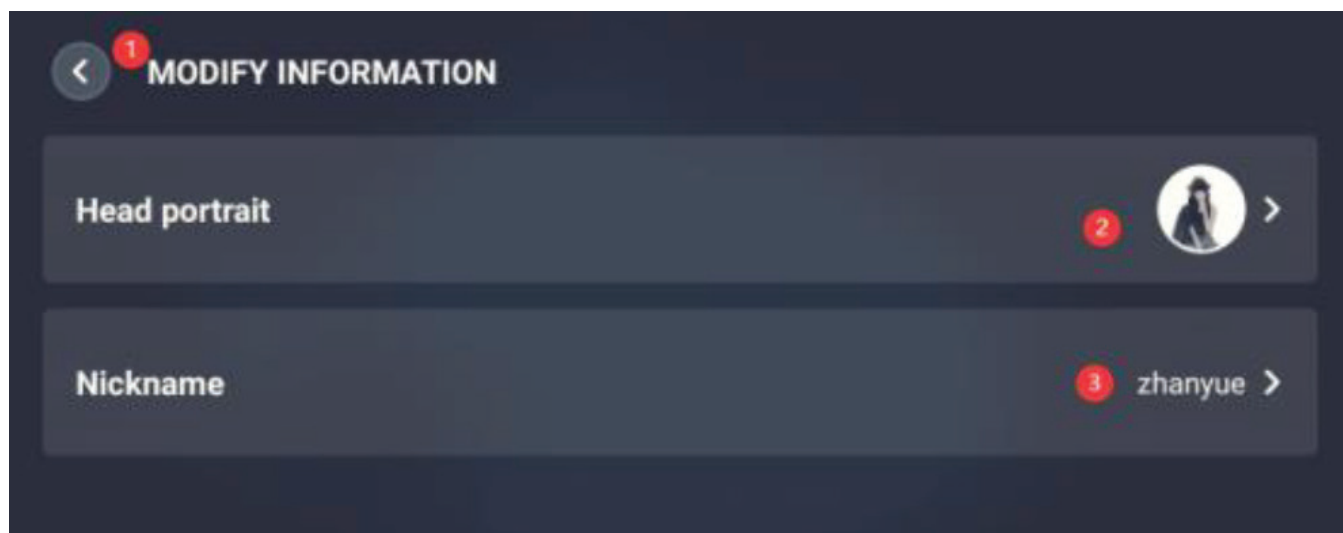 1
MODIFY INFORMATION
Head portrait
2
Nickname
3 zhanyue